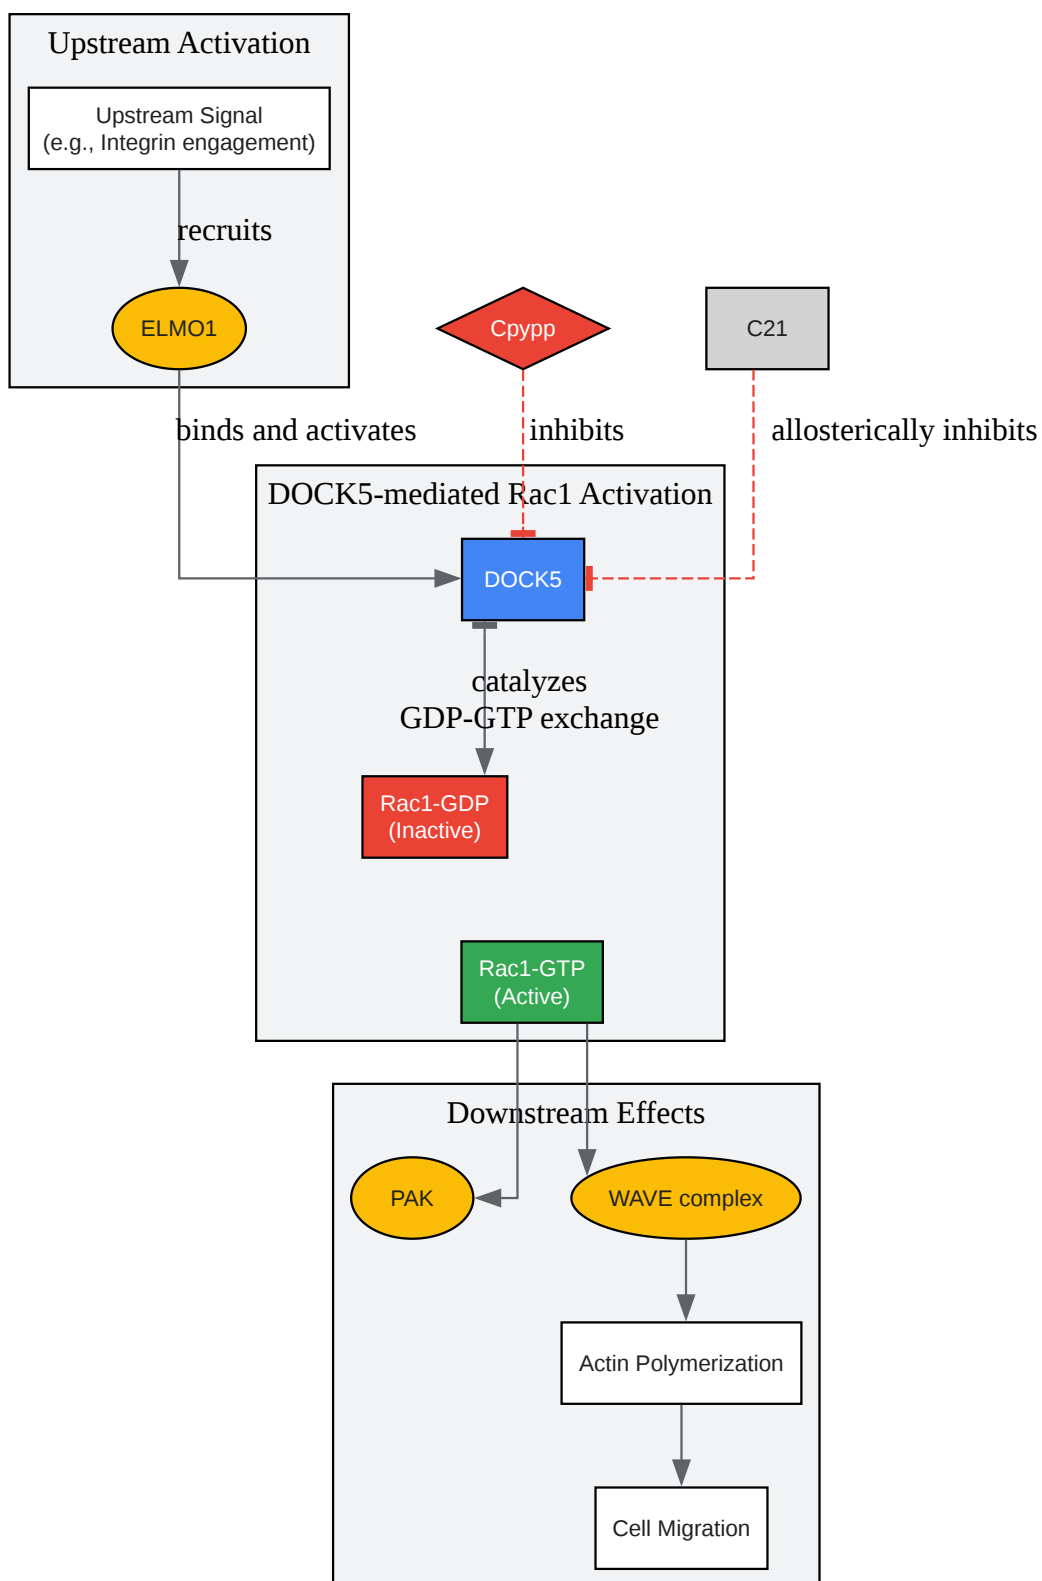 Upstream Activation
Upstream Signal
(e.g., Integrin engagement)
recruits
ELMO1
Cpypp
C21
binds and activates
inhibits
allosterically inhibits
DOCK5-mediated Rac1 Activation
DOCK5
catalyzes
GDP-GTP exchange
Rac1-GDP
(Inactive)
Rac1-GTP
(Active)
Downstream Effects
PAK
WAVE complex
Actin Polymerization
Cell Migration